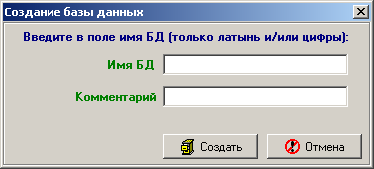 Создание базы данных
Введите в поле имя БД (только латынь и/или цифры):
Имя БД
Комментарий
Создать
Отмена